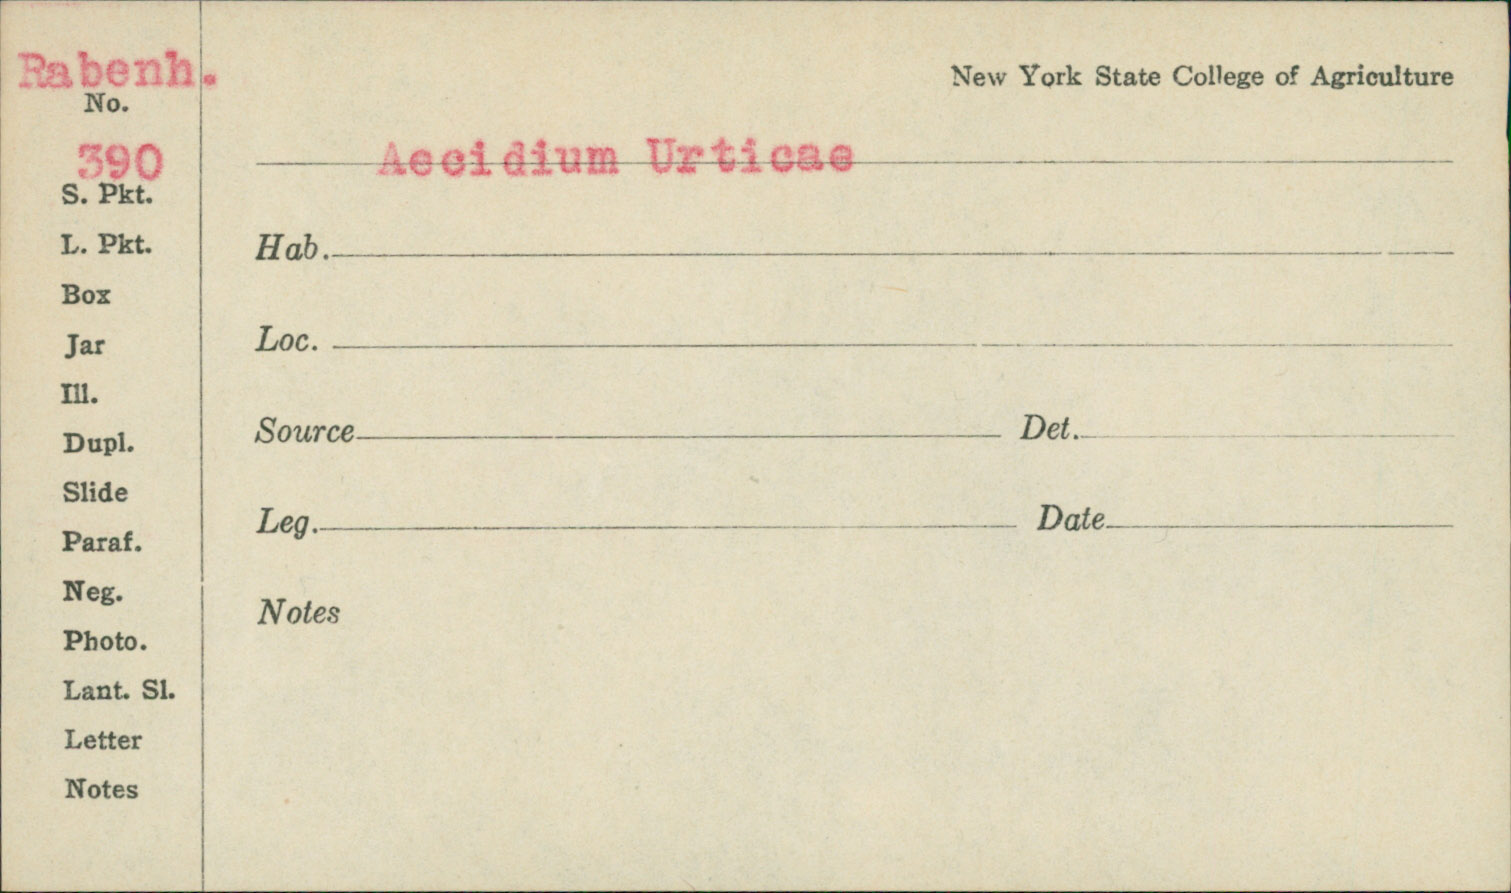 Rabenh.
No.
390
S. Pkt.
L. Pkt.
Box
Jar
Ill.
Dupl.
Slide
Paraf.
Neg.
Photo.
Lant. Sl.
Letter
Notes
New York State College of Agriculture
Aecidium Urticae
Hab.
Loc.
Source Det.
Leg. Date
Notes